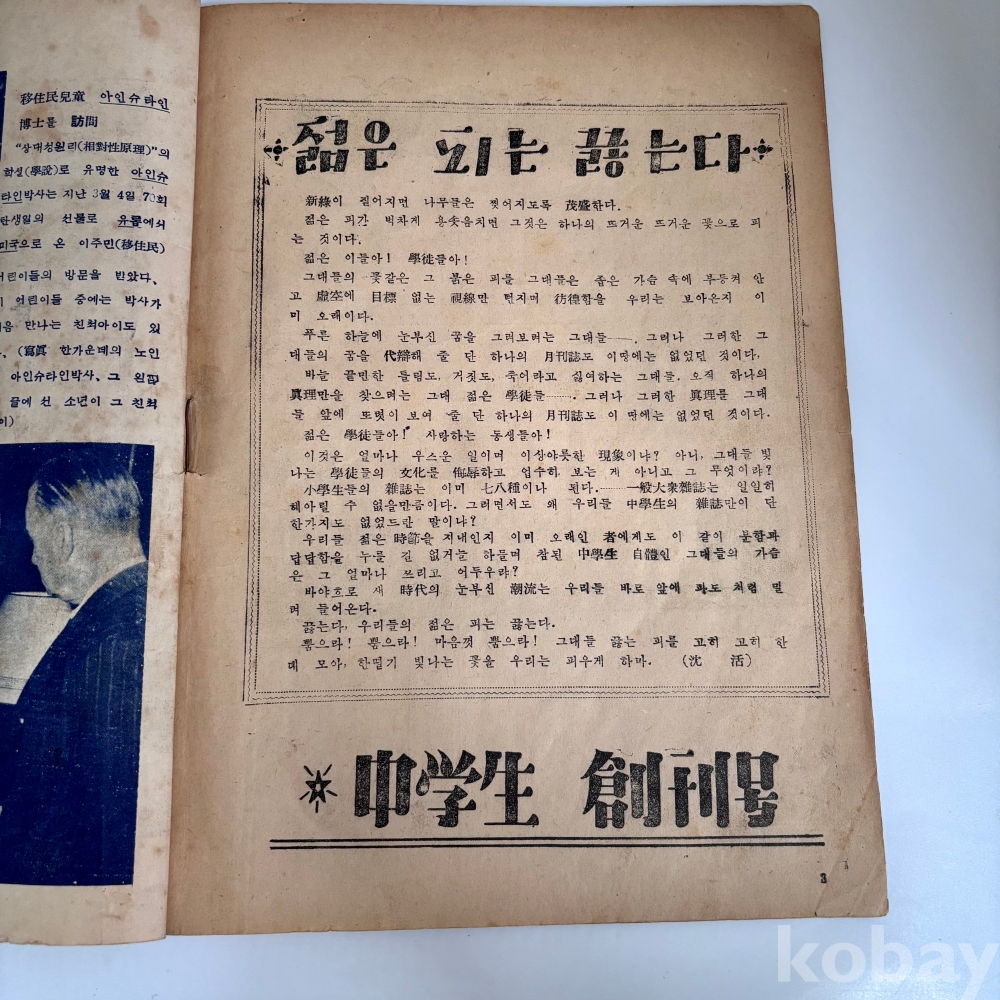 移住民兒童 아인슈타인
博士를 訪問
“상대성원리(相對性原理)”의
학설(學說)로 유명한 아인슈
타인박사는 지난 3월 4일 70회
탄생일의 선물로 유롭에서
미국으로 온 이주민(移住民)
어린이들의 방문을 받았다.
어린이들 중에는 박사가
음 만나는 친최아이도 있
(寫眞 한가운데의 노인
아인슈타인박사、그 왼쪽
끝에 선 소년이 그 친최
이)
젊은 피는 끓는다
新綠이 짙어지면 나무들은 찢어지도록 茂盛한다.
젊은 피가 벅차게 용솟음치면 그것은 하나의 뜨거운 뜨거운 꽃으로 피
는 것이다.
젊은 이들아! 學徒들아!
그대들의 꽃같은 그 붉은 피를 그대들은 좁은 가슴 속에 부등켜 안
고 虛空에 目標 없는 視線만 던지며 彷徨함을 우리는 보아온지 이
미 오래이다.
푸른 하늘에 눈부신 꿈을 그려보려는 그대들——. 그러나 그러한 그
대들의 꿈을 代辯해 줄 단 하나의 月刊誌도 이땅에는 없었던 것이다.
바늘 끝만한 틀림도、거짓도、죽어라고 싫여하는 그대들、오직 하나의
眞理만을 찾으려는 그대 젊은 學徒들——. 그러나 그러한 眞理를 그대
들 앞에 또렷이 보여 줄 단 하나의 月刊誌도 이 땅에는 없었던 것이다.
젊은 學徒들아! 사랑하는 동생들아!
이것은 얼마나 우스운 일이며 이상야릇한 現象이냐? 아니、그대들 빛
나는 學徒들의 文化를 侮辱하고 업수히 보는 게 아니고 그 무엇이랴?
小學生들의 雜誌는 이미 七八種이나 된다.——一般大衆雜誌는 일일히
헤아릴 수 없을만큼이다. 그러면서도 왜 우리들 中學生의 雜誌만이 단
한가지도 없었드란 말이냐?
우리들 젊은 時節을 지내인지 이미 오래인 者에게도 이 같이 울함과
답답함을 누를 길 없거늘 하물며 참된 中學生 自體인 그대들의 가슴
은 그 얼마나 쓰리고 어두우랴?
바야흐로 새 時代의 눈부신 潮流는 우리들 바로 앞에 파도 처럼 밀
려 들어온다.
끓는다, 우리들의 젊은 피는 끓는다.
뿜으라! 뿜으라! 마음껏 뿜으라! 그대들 끓는 피를 고히 고히 한
데 모아, 한떨기 빛나는 꽃을 우리는 피우게 하마. (沈 活)
中学生 創刊号
3
kobay